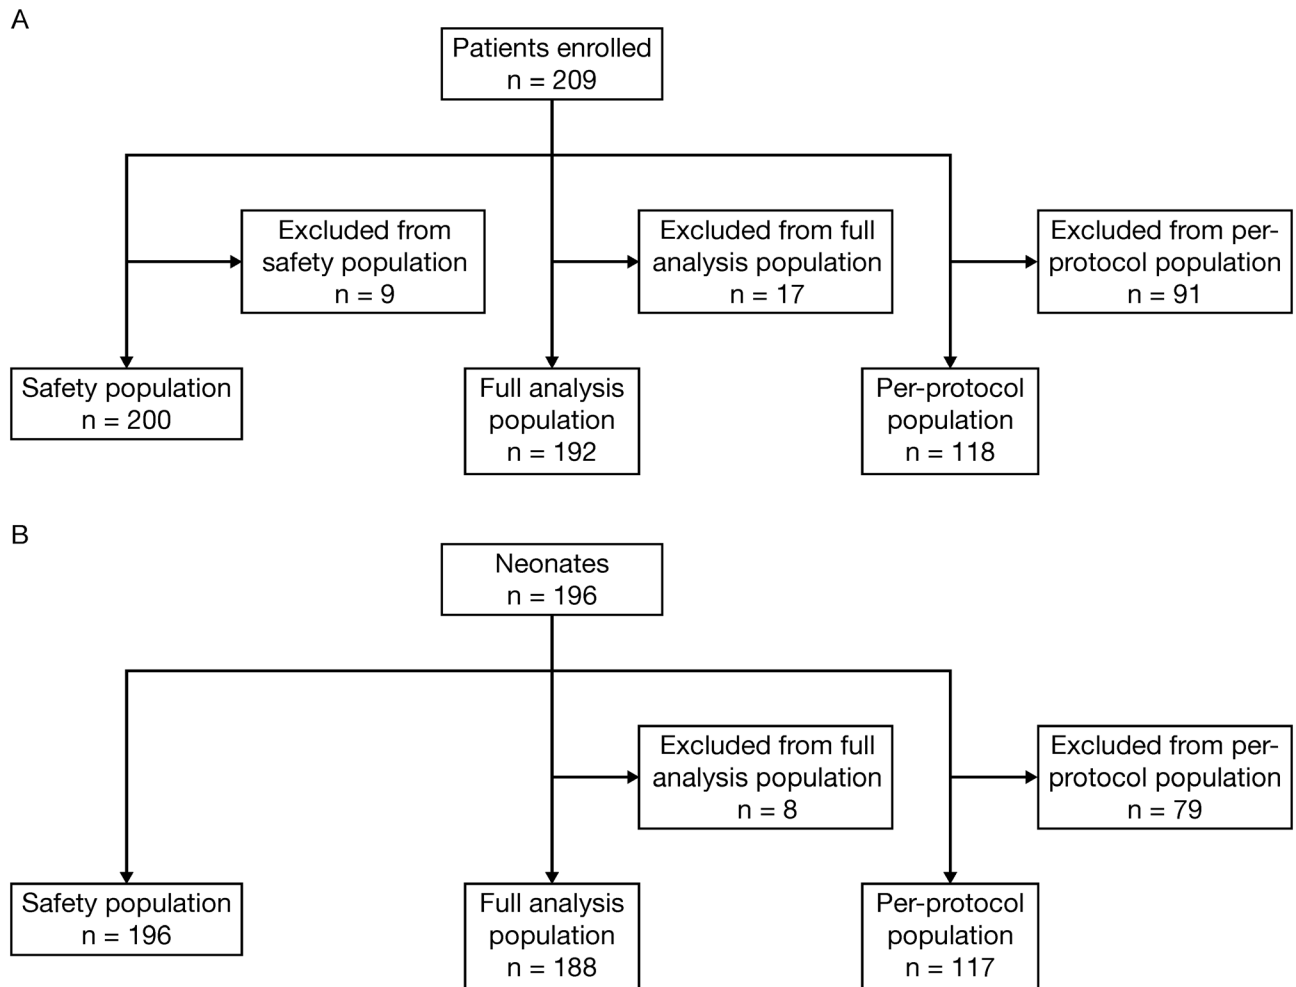 A
Patients enrolled
n = 209
Excluded from
safety population
n = 9
Excluded from full
analysis population
n = 17
Excluded from per-
protocol population
n = 91
Safety population
n = 200
Full analysis
population
n = 192
Per-protocol
population
n = 118
B
Neonates
n = 196
Excluded from full
analysis population
n = 8
Excluded from per-
protocol population
n = 79
Safety population
n = 196
Full analysis
population
n = 188
Per-protocol
population
n = 117